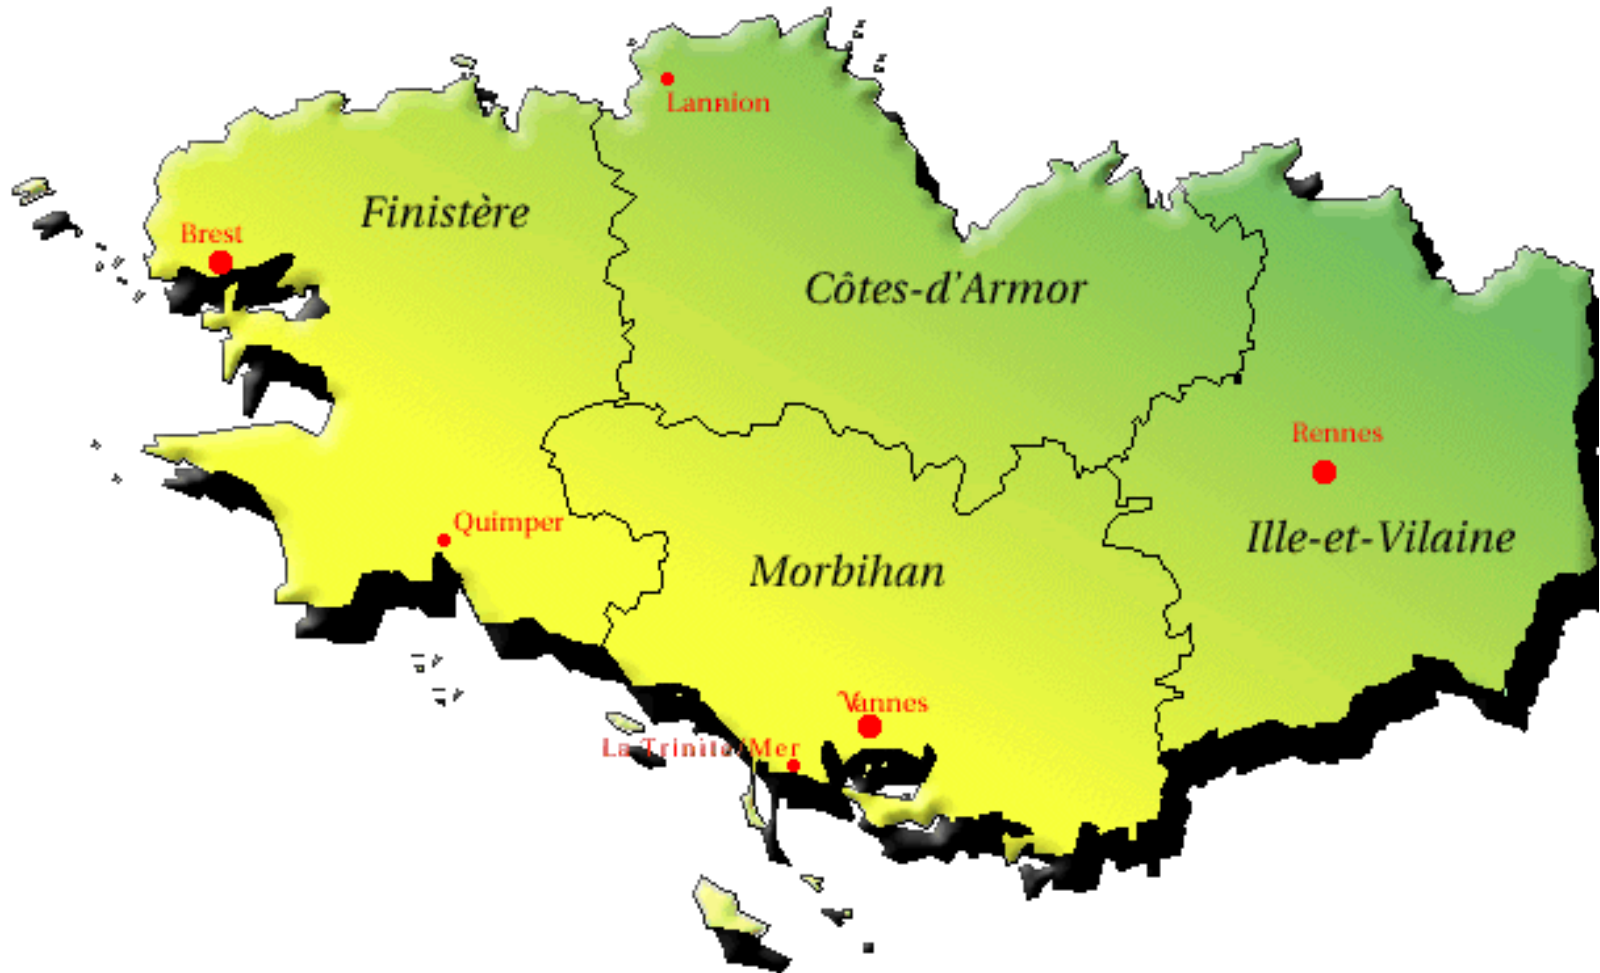 Lannion
Finistère
Brest
Côtes-d'Armor
Rennes
Quimper
Ille-et-Vilaine
Morbihan
Vannes
La Trinité/Mer